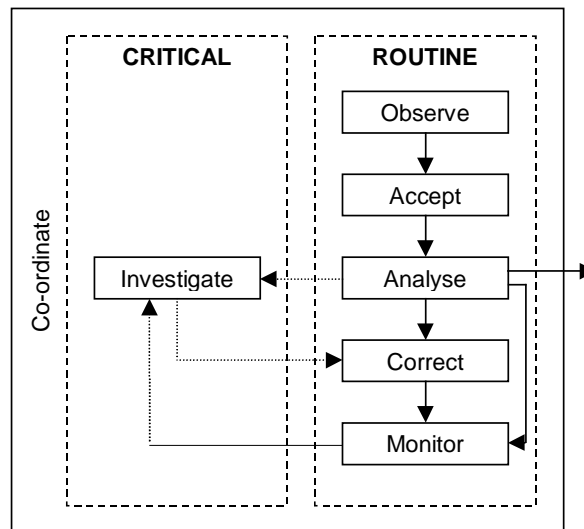 CRITICAL
ROUTINE
Observe
Accept
Co-ordinate
Investigate
Analyse
Correct
Monitor